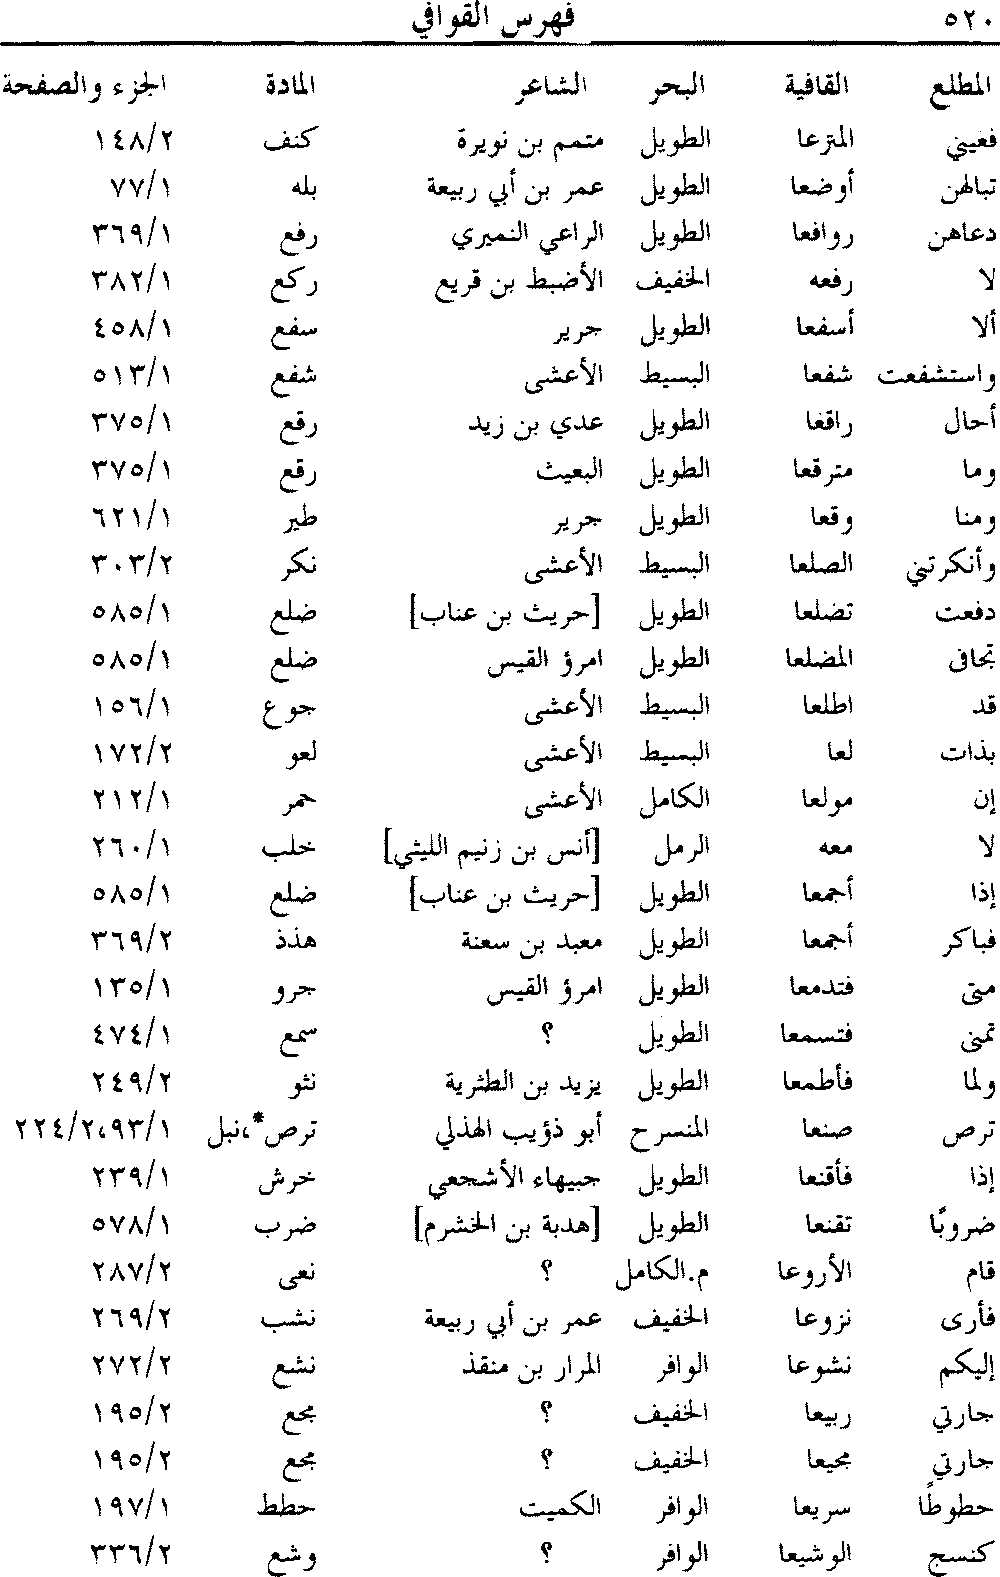 ٥٢٠ فهرس القوافي
المطلع القافية البحر الشاعر المادة الجزء والصفحة
فعيني المترعا الطويل متمم بن نويرة كنف ١٤٨/٢
تبالهن أوضعا الطويل عمر بن أبي ربيعة بله ٧٧/١
دعاهن روافعا الطويل الراعي النميري رفع ٣٦٩/١
لا رفعه الخفيف الأضبط بن قريع ركع ٣٨٢/١
ألا أسفعا الطويل جرير سفع ٤٥٨/١
واستشفعت شفعا البسيط الأعشى شفع ٥١٣/١
أحال راقعا الطويل عدي بن زيد رقع ٣٧٥/١
وما مترقعا الطويل البعيث رقع ٣٧٥/١
ومنا وقعا الطويل جرير طير ٦٢١/١
وأنكرتني الصلعا البسيط الأعشى نكر ٣٠٣/٢
دفعت تضلعا الطويل [حريث بن عناب] ضلع ٥٨٥/١
تجافى المضلعا الطويل امرؤ القيس ضلع ٥٨٥/١
قد اطلعا البسيط الأعشى جوع ١٥٦/١
بذات لعا البسيط الأعشى لعو ١٧٢/٢
إن مولعا الكامل الأعشى حمر ٢١٢/١
لا معه الرمل [أنس بن زنيم الليثي] خلب ٢٦٠/١
إذا أجمعا الطويل [حريث بن عناب] ضلع ٥٨٥/١
فباكر أجمعا الطويل معبد بن سعنة هذذ ٣٦٩/٢
متى فتدمعا الطويل امرؤ القيس جرو ١٣٥/١
تمنى فتسمعا الطويل ؟ سمع ٤٧٤/١
ولما فأطمعا الطويل يزيد بن الطثرية نثو ٢٤٩/٢
ترص صنعا المنسرح أبو ذؤيب الهذلي ترص*،نبل ٢٢٤/٢،٩٣/١
إذا فأقنعا الطويل جبيهاء الأشجعي خرش ٢٣٩/١
ضروبًا تقنعا الطويل [هدبة بن الخشرم] ضرب ٥٧٨/١
قام الأروعا م.الكامل ؟ نعى ٢٨٧/٢
فأرى نزوعا الخفيف عمر بن أبي ربيعة نشب ٢٦٩/٢
إليكم نشوعا الوافر المرار بن منقذ نشع ٢٧٢/٢
جارتي ربيعا الخفيف ؟ مجع ١٩٥/٢
جارتي مجيعا الخفيف ؟ مجع ١٩٥/٢
حطوطًا سريعا الوافر الكميت حطط ١٩٧/١
كنسج الوشيعا الوافر ؟ وشع ٣٣٦/٢